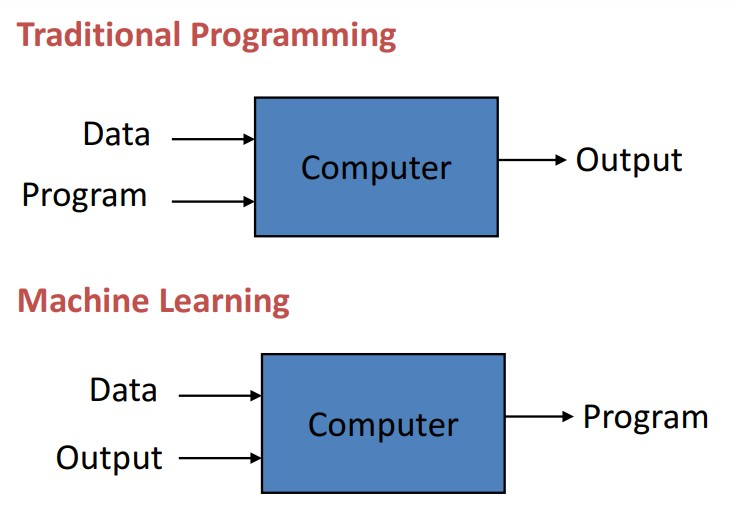 Traditional Programming
Data
Program
Computer
Output
Machine Learning
Data
Output
Computer
Program